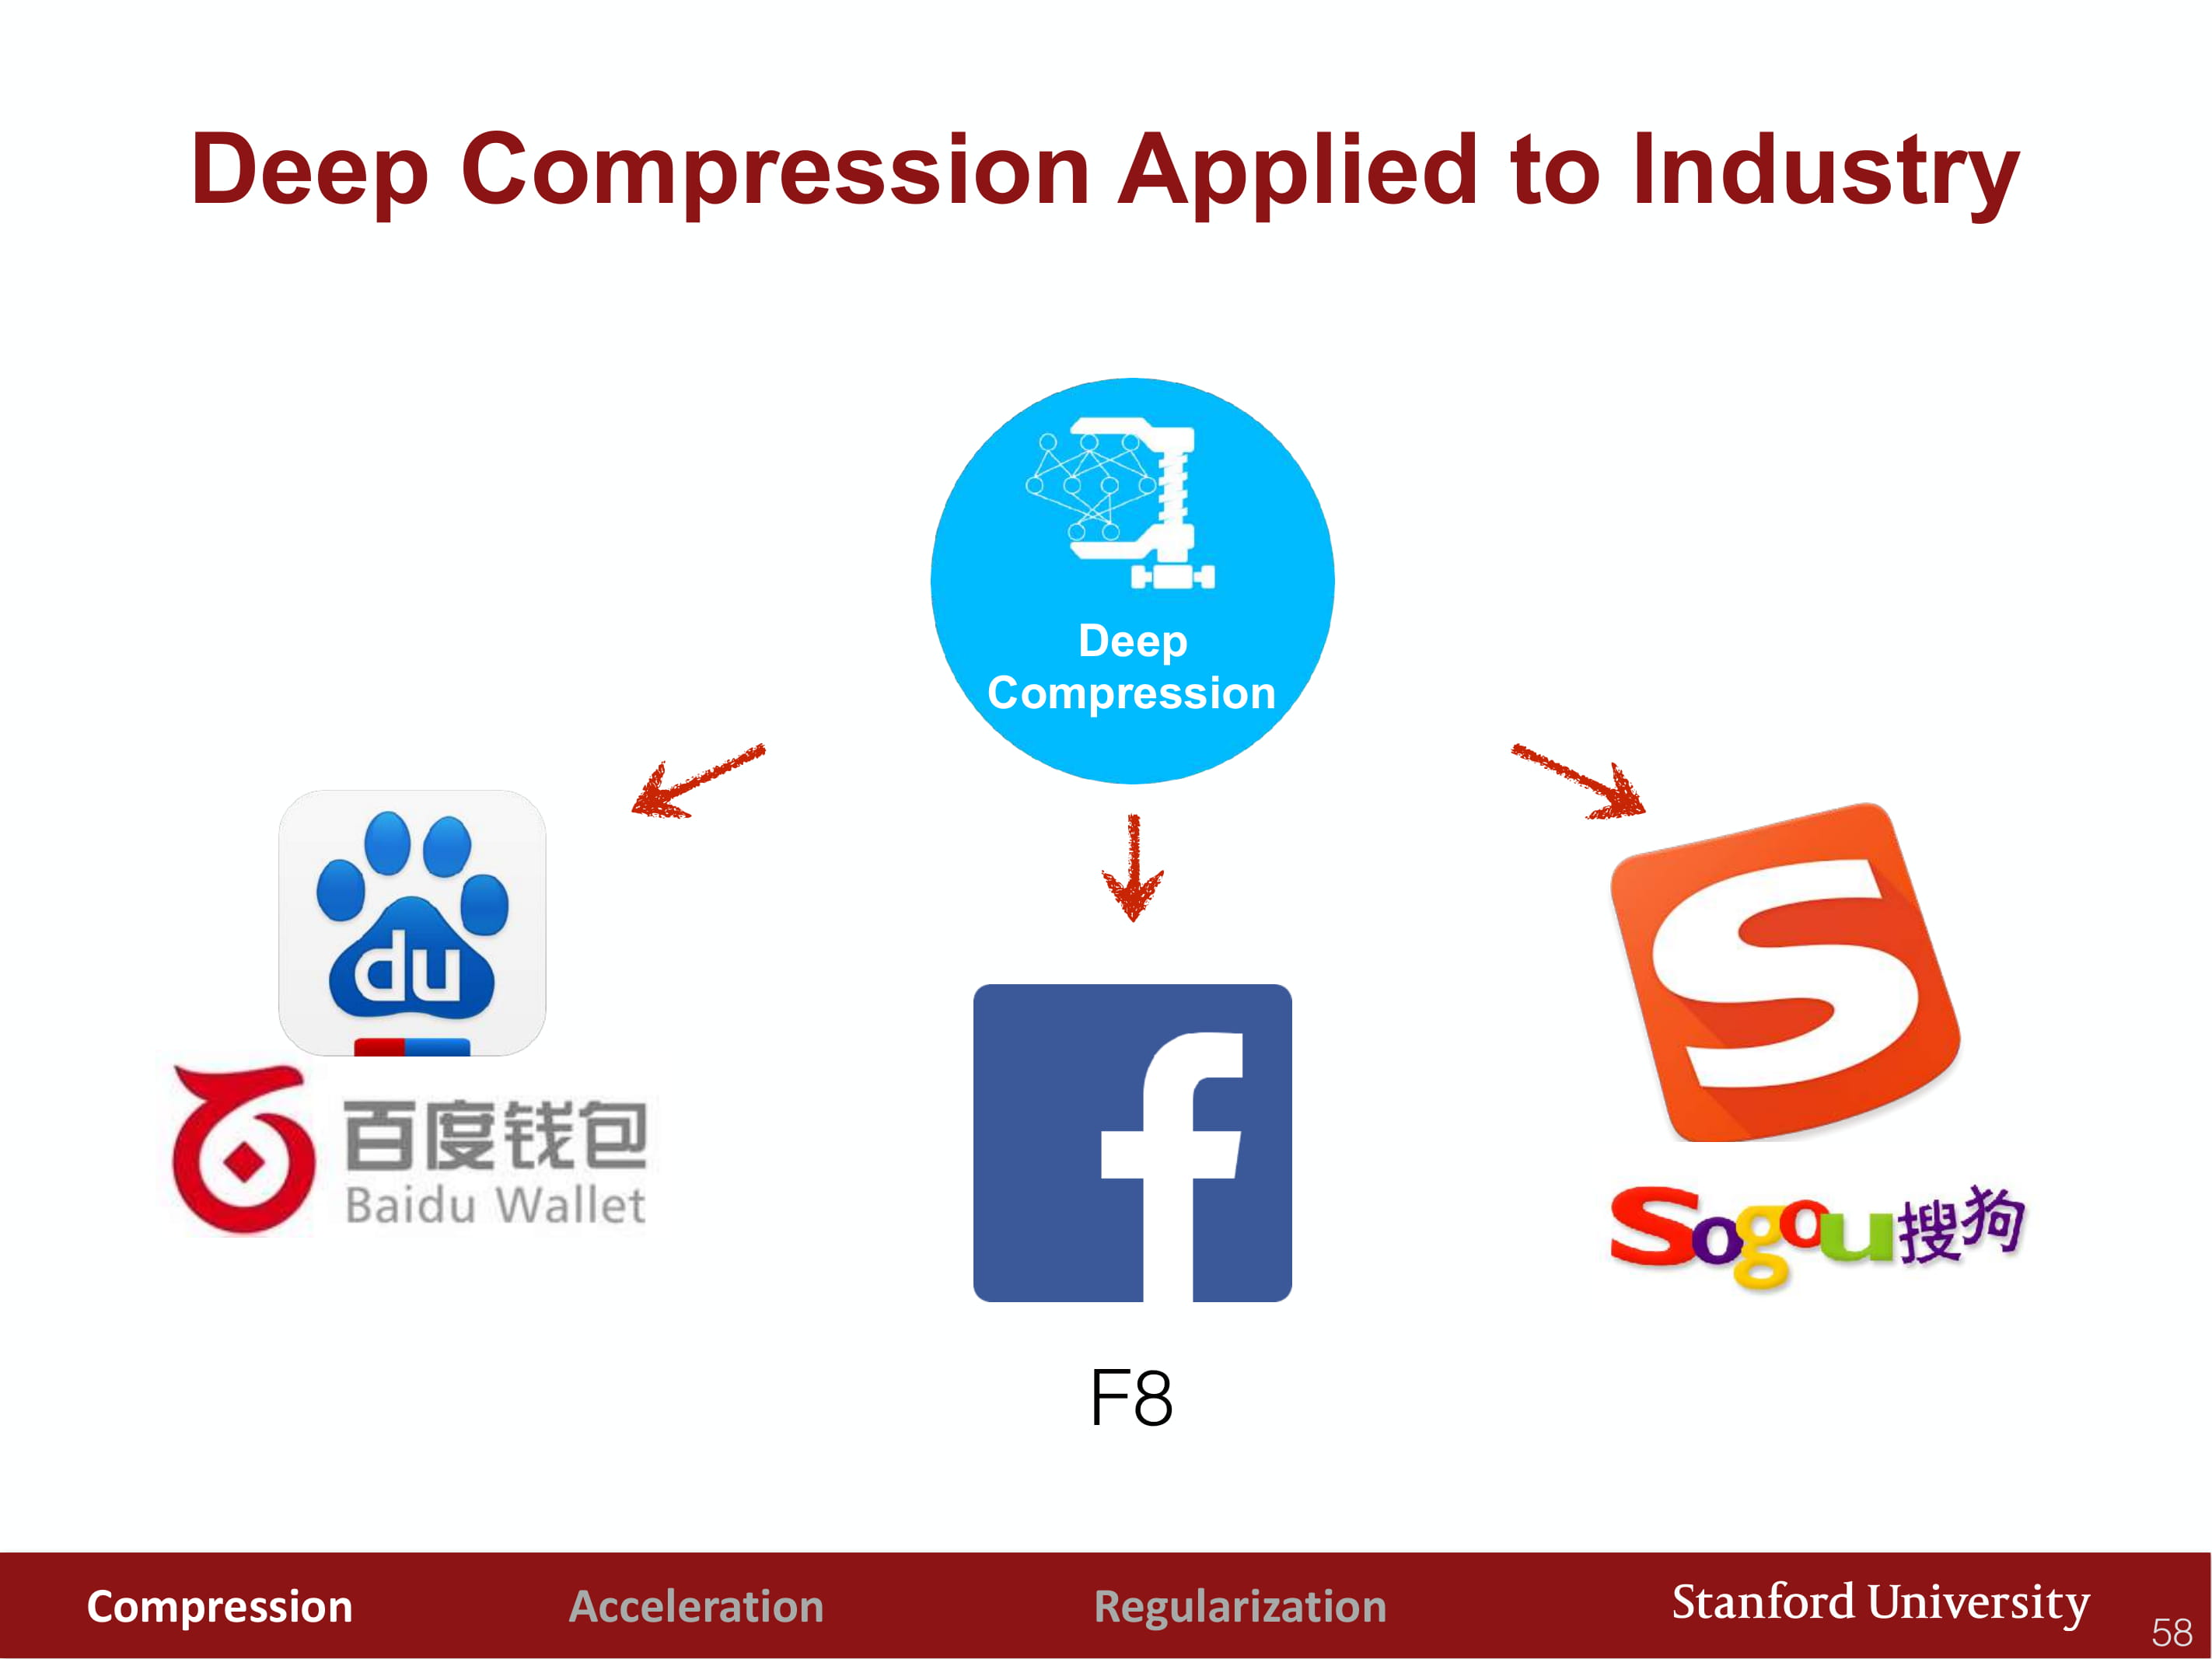 Deep Compression Applied to Industry
Deep
Compression
du
百度钱包
Baidu Wallet
f
F8
S
Sogou搜狗
Compression
Acceleration
Regularization
Stanford University
58